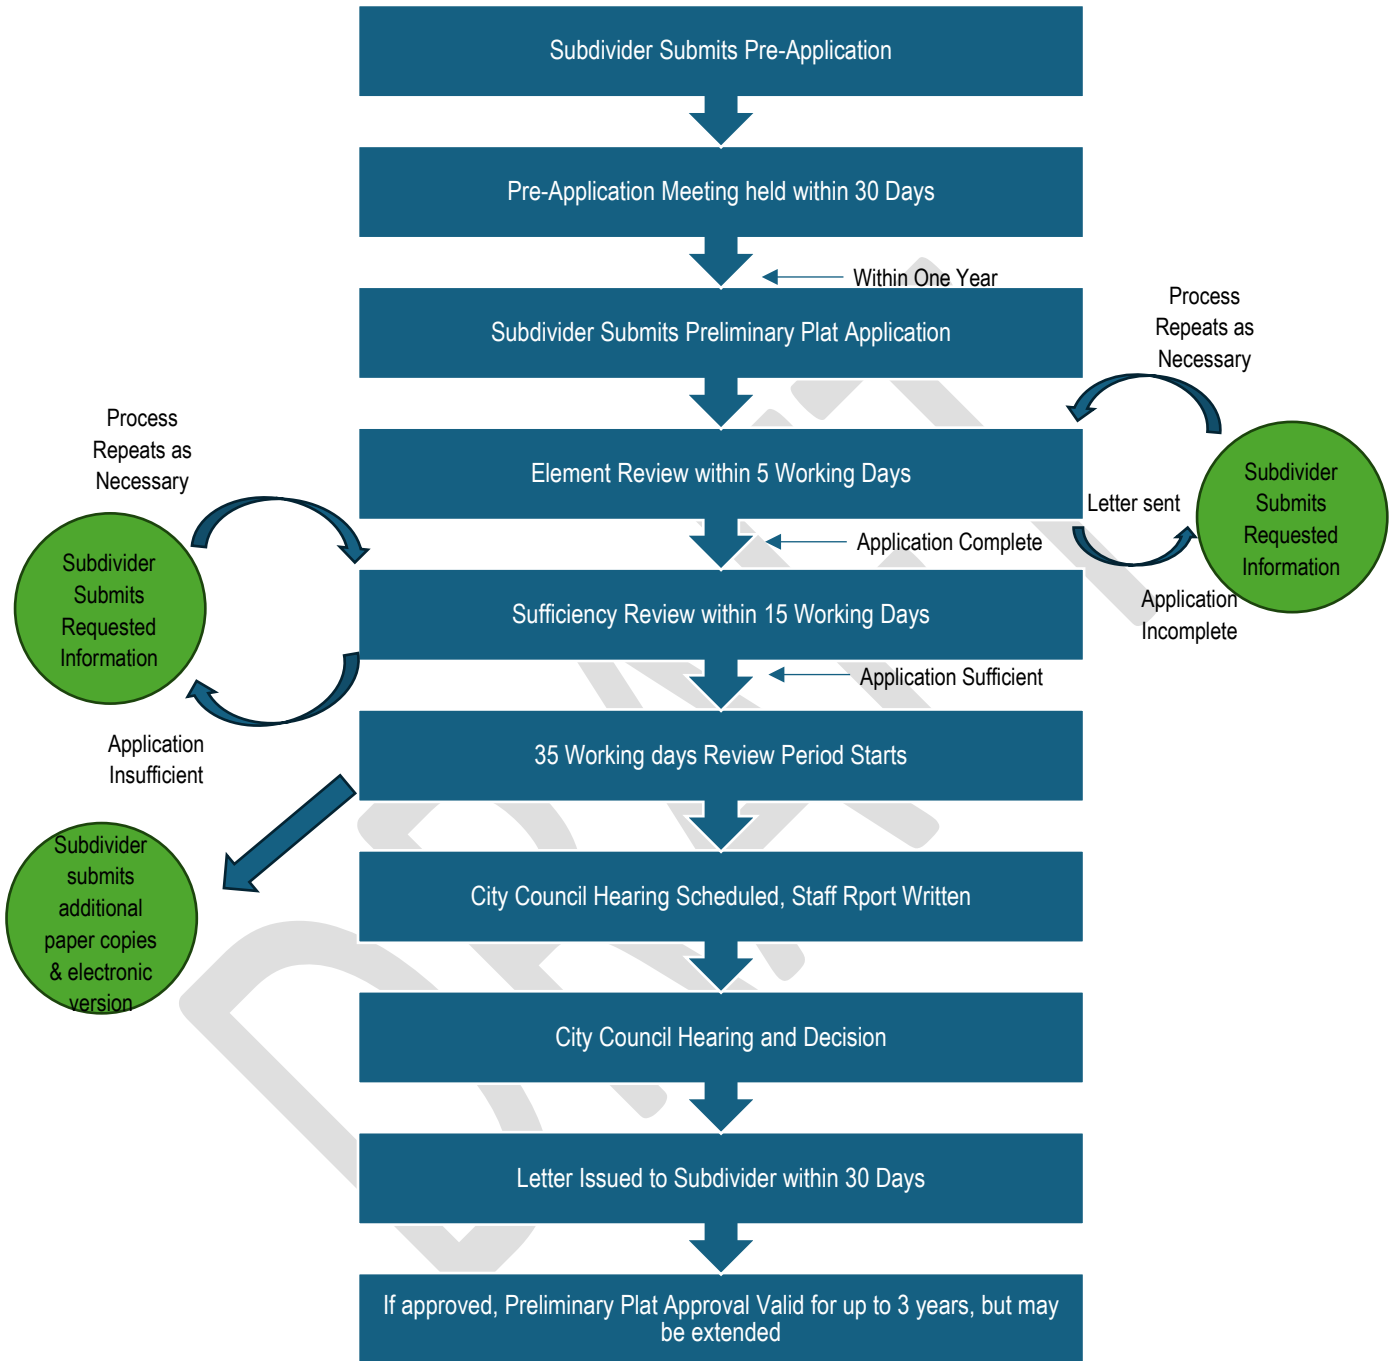 Subdivider Submits Pre-Application
Pre-Application Meeting held within 30 Days
Within One Year
Subdivider Submits Preliminary Plat Application
Process
Repeats as
Necessary
Element Review within 5 Working Days
Letter sent
Subdivider
Submits
Requested
Information
Application
Incomplete
Application Complete
Process
Repeats as
Necessary
Subdivider
Submits
Requested
Information
Sufficiency Review within 15 Working Days
Application Sufficient
Application
Insufficient
35 Working days Review Period Starts
Subdivider
submits
additional
paper copies
& electronic
version
City Council Hearing Scheduled, Staff Rport Written
City Council Hearing and Decision
Letter Issued to Subdivider within 30 Days
If approved, Preliminary Plat Approval Valid for up to 3 years, but may
be extended
DRAFT